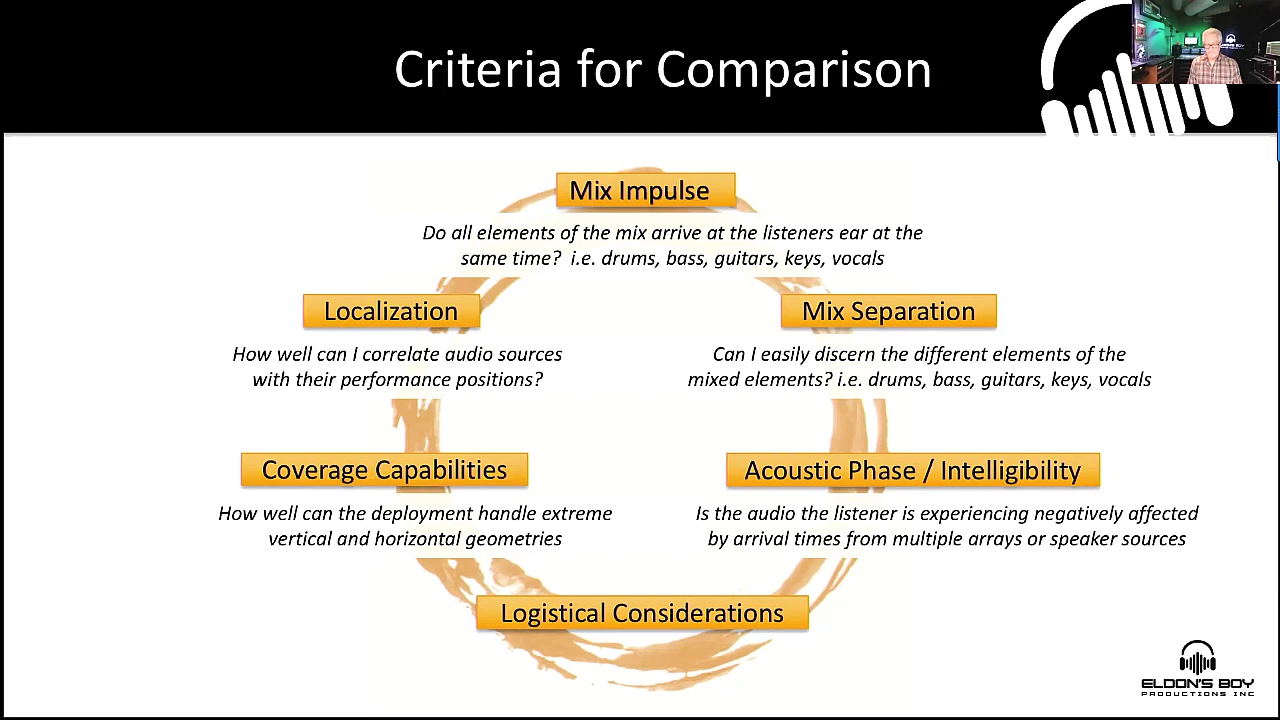 Criteria for Comparison
Mix Impulse
Do all elements of the mix arrive at the listeners ear at the
same time? i.e. drums, bass, guitars, keys, vocals
Localization
How well can I correlate audio sources
with their performance positions?
Mix Separation
Can I easily discern the different elements of the
mixed elements? i.e. drums, bass, guitars, keys, vocals
Coverage Capabilities
How well can the deployment handle extreme
vertical and horizontal geometries
Acoustic Phase / Intelligibility
Is the audio the listener is experiencing negatively affected
by arrival times from multiple arrays or speaker sources
Logistical Considerations
ELDON'S BOY
PRODUCTIONS INC